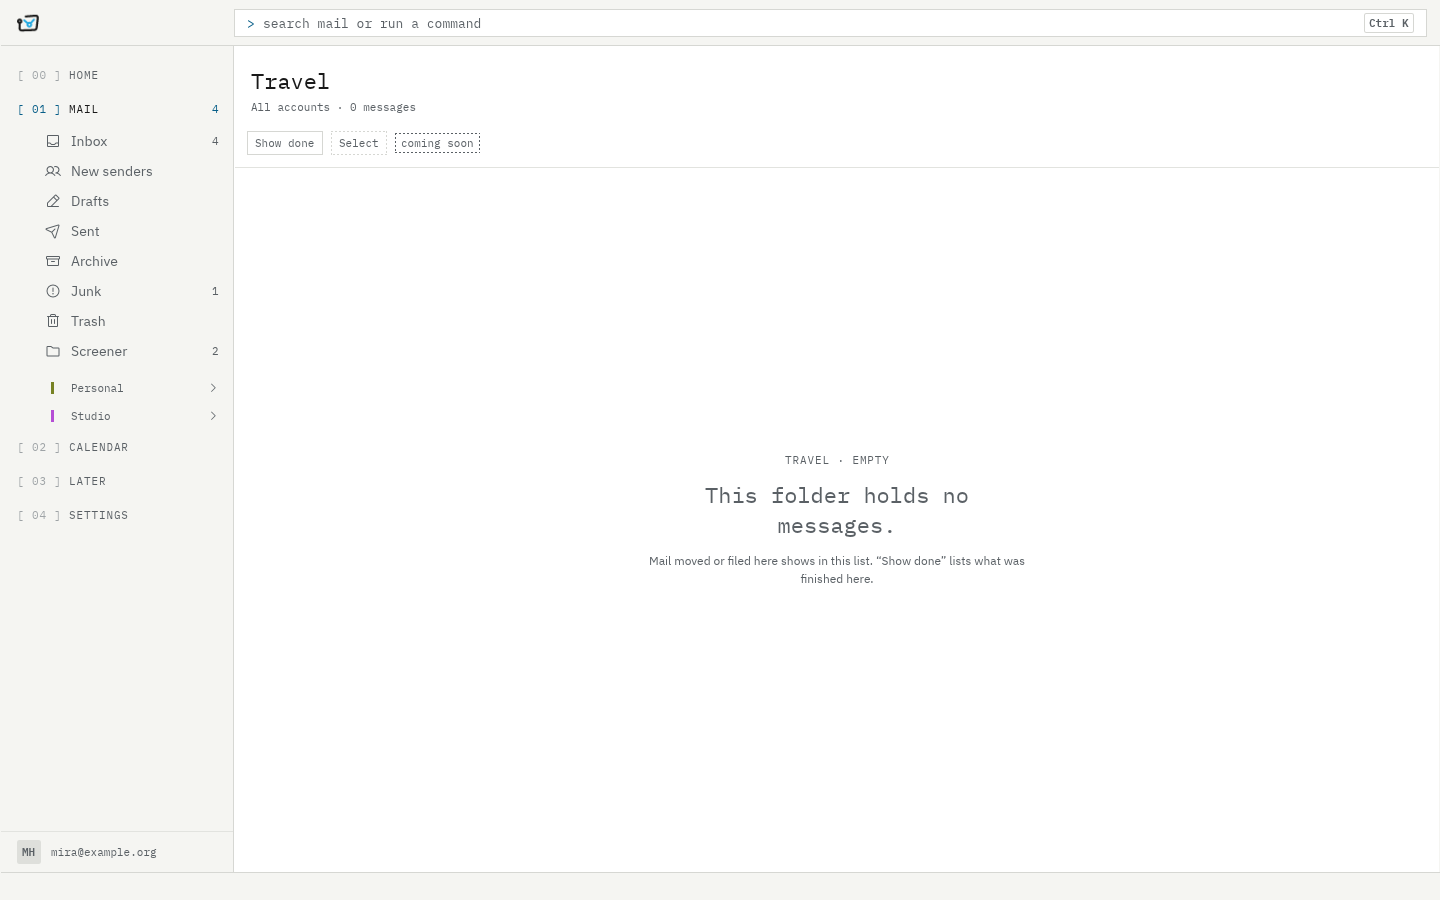 > search mail or run a command
Ctrl K
[ 00 ] HOME
[ 01 ] MAIL 4
Inbox 4
New senders
Drafts
Sent
Archive
Junk 1
Trash
Screener 2
Personal
Studio
[ 02 ] CALENDAR
[ 03 ] LATER
[ 04 ] SETTINGS
MH mira@example.org
Travel
All accounts · 0 messages
Show done
Select
coming soon
TRAVEL · EMPTY
This folder holds no
messages.
Mail moved or filed here shows in this list. “Show done” lists what was
finished here.